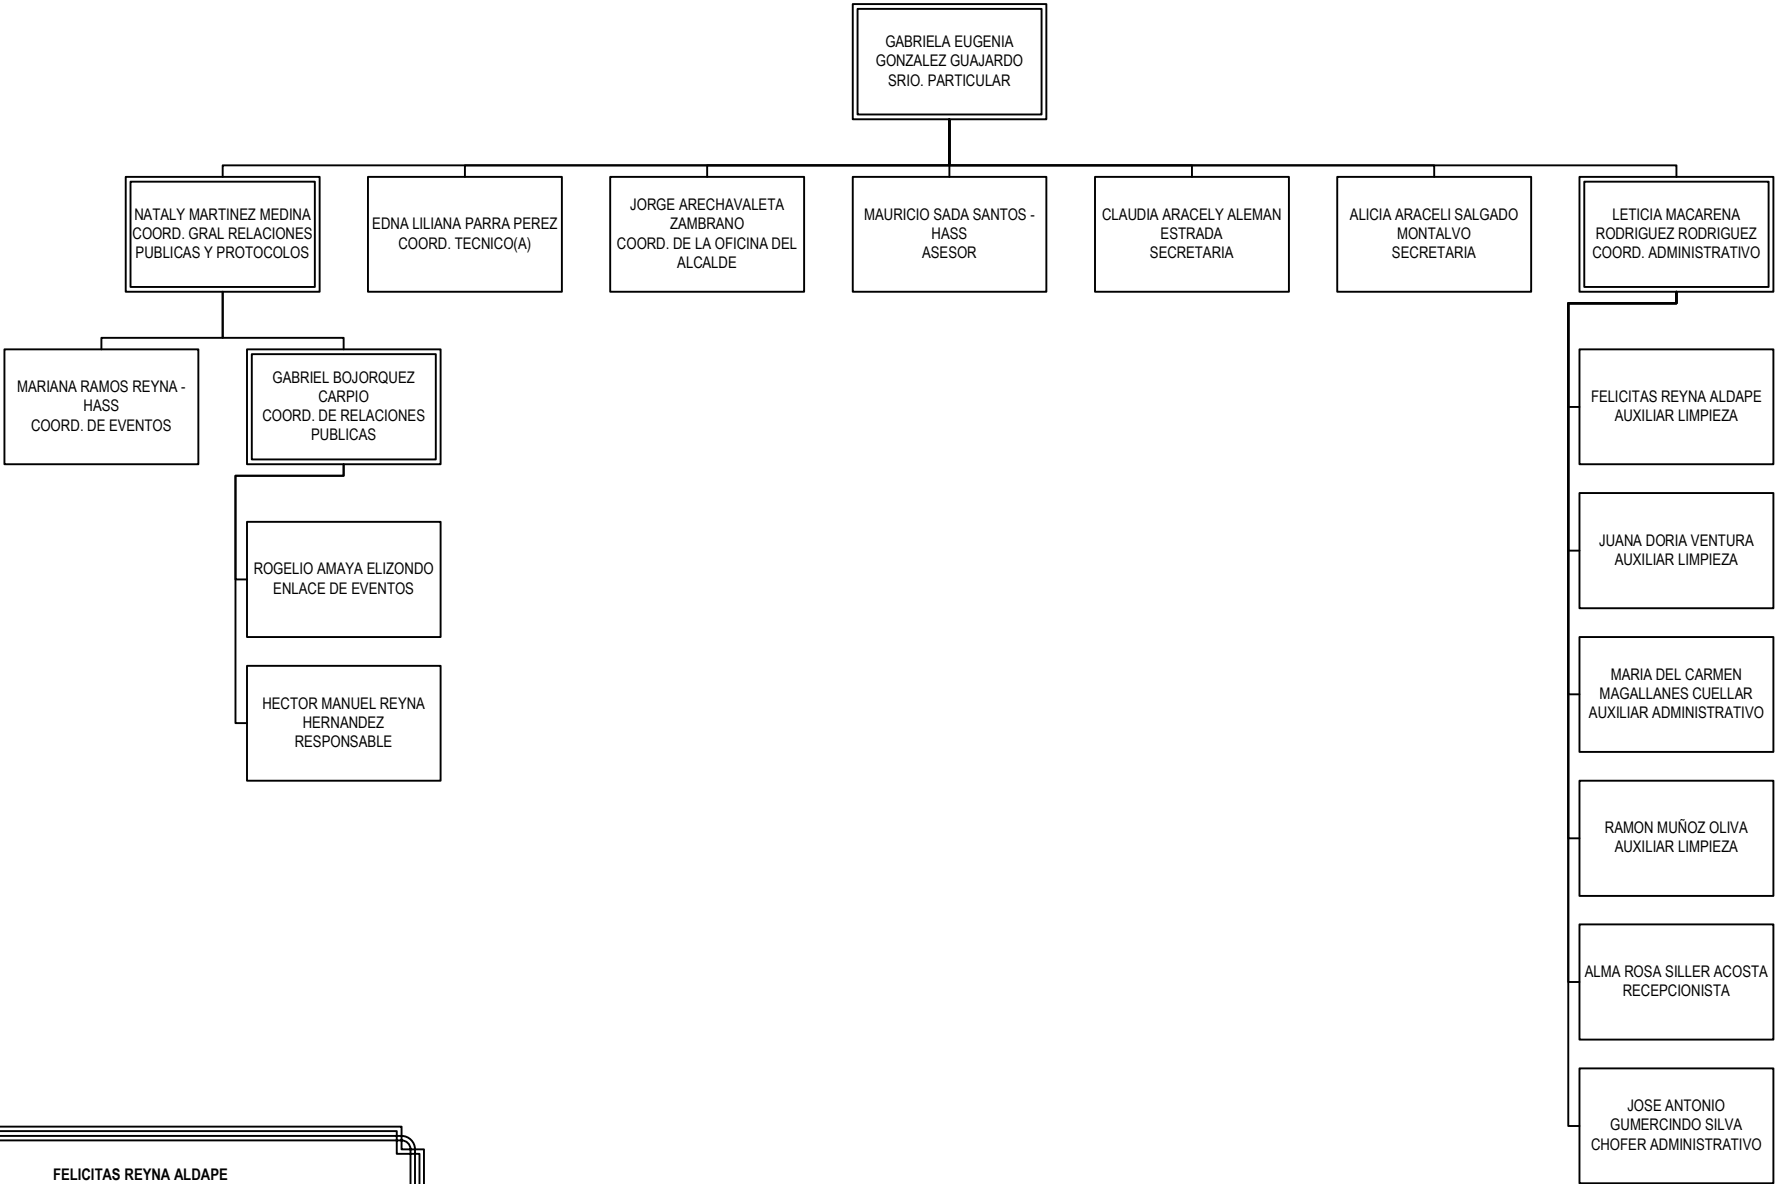 GABRIELA EUGENIA
GONZALEZ GUAJARDO
SRIO. PARTICULAR
NATALY MARTINEZ MEDINA
COORD. GRAL RELACIONES
PUBLICAS Y PROTOCOLOS
EDNA LILIANA PARRA PEREZ
COORD. TECNICO(A)
JORGE ARECHAVALETA
ZAMBRANO
COORD. DE LA OFICINA DEL
ALCALDE
MAURICIO SADA SANTOS -
HASS
ASESOR
CLAUDIA ARACELY ALEMAN
ESTRADA
SECRETARIA
ALICIA ARACELI SALGADO
MONTALVO
SECRETARIA
LETICIA MACARENA
RODRIGUEZ RODRIGUEZ
COORD. ADMINISTRATIVO
MARIANA RAMOS REYNA -
HASS
COORD. DE EVENTOS
GABRIEL BOJORQUEZ
CARPIO
COORD. DE RELACIONES
PUBLICAS
ROGELIO AMAYA ELIZONDO
ENLACE DE EVENTOS
HECTOR MANUEL REYNA
HERNANDEZ
RESPONSABLE
FELICITAS REYNA ALDAPE
AUXILIAR LIMPIEZA
JUANA DORIA VENTURA
AUXILIAR LIMPIEZA
MARIA DEL CARMEN
MAGALLANES CUELLAR
AUXILIAR ADMINISTRATIVO
RAMON MUÑOZ OLIVA
AUXILIAR LIMPIEZA
ALMA ROSA SILLER ACOSTA
RECEPCIONISTA
JOSE ANTONIO
GUMERCINDO SILVA
CHOFER ADMINISTRATIVO
FELICITAS REYNA ALDAPE